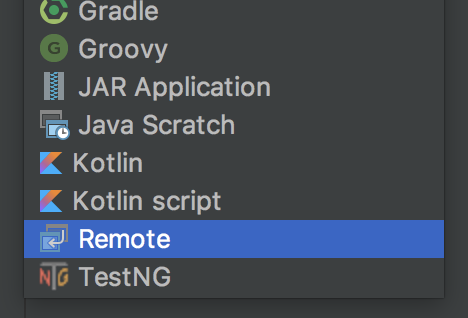 Gradle
Groovy
JAR Application
Java Scratch
Kotlin
Kotlin script
Remote
TestNG